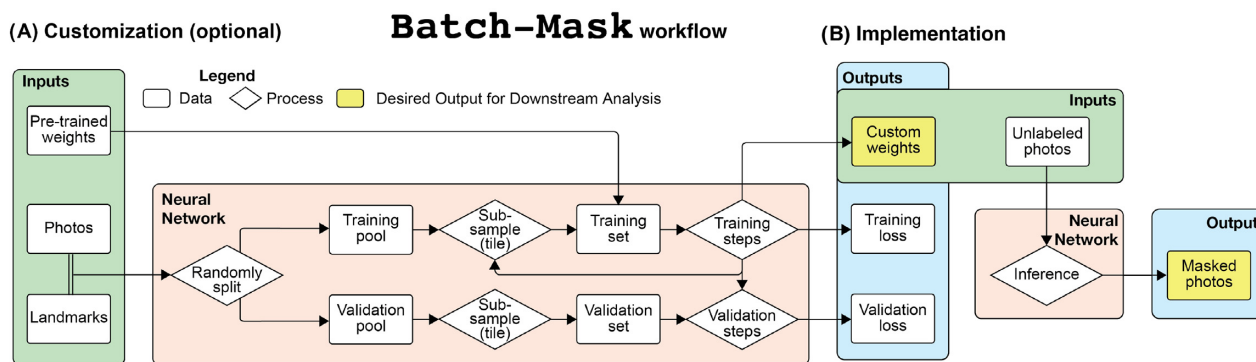 Batch-Mask workflow
(A) Customization (optional)
(B) Implementation
Legend
Data
Process
Desired Output for Downstream Analysis
Inputs
Pre-trained
weights
Photos
Landmarks
Neural
Network
Randomly
split
Training
pool
Sub-
sample
(tile)
Training
set
Training
steps
Validation
pool
Sub-
sample
(tile)
Validation
set
Validation
steps
Outputs
Inputs
Custom
weights
Unlabeled
photos
Training
loss
Validation
loss
Neural
Network
Inference
Output
Masked
photos